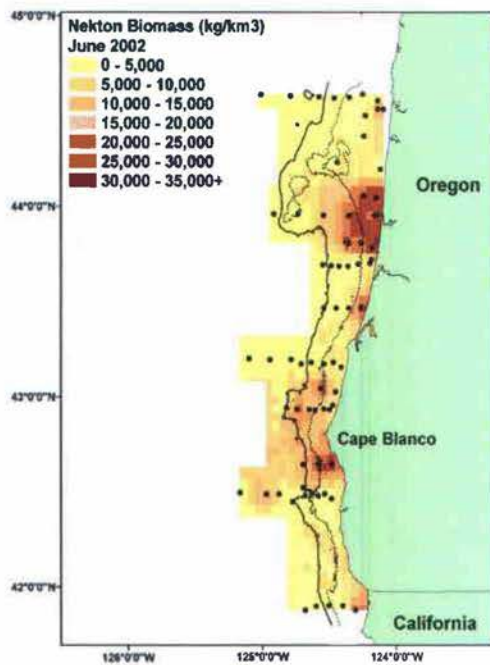 Nekton Biomass (kg/km3)
June 2002
0 - 5,000
5,000 - 10,000
10,000 - 15,000
15,000 - 20,000
20,000 - 25,000
25,000 - 30,000
30,000 - 35,000+
45°0'0"N
44°0'0"N
43°0'0"N
42°0'0"N
Oregon
Cape Blanco
California
126°0'0"W
125°0'0"W
124°0'0"W